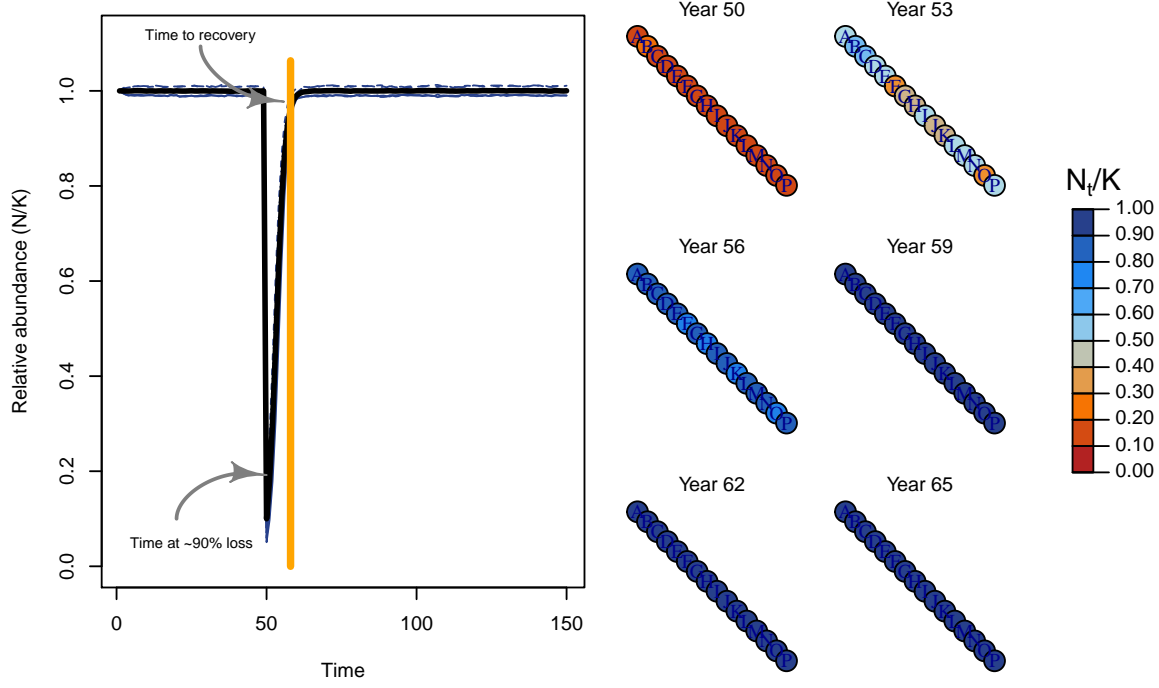 Relative abundance (N/K)
1.0
0.8
0.6
0.4
0.2
0.0
Time to recovery
Time at ~90% loss
0
50
100
150
Time
Year 50
A
B
C
D
E
F
G
H
I
J
K
L
M
N
O
P
Year 53
A
B
C
D
E
F
G
H
I
J
K
L
M
N
O
P
Year 56
A
B
C
D
E
F
G
H
I
J
K
L
M
N
O
P
Year 59
A
B
C
D
E
F
G
H
I
J
K
L
M
N
O
P
Year 62
A
B
C
D
E
F
G
H
I
J
K
L
M
N
O
P
Year 65
A
B
C
D
E
F
G
H
I
J
K
L
M
N
O
P
Nt/K
1.00
0.90
0.80
0.70
0.60
0.50
0.40
0.30
0.20
0.10
0.00